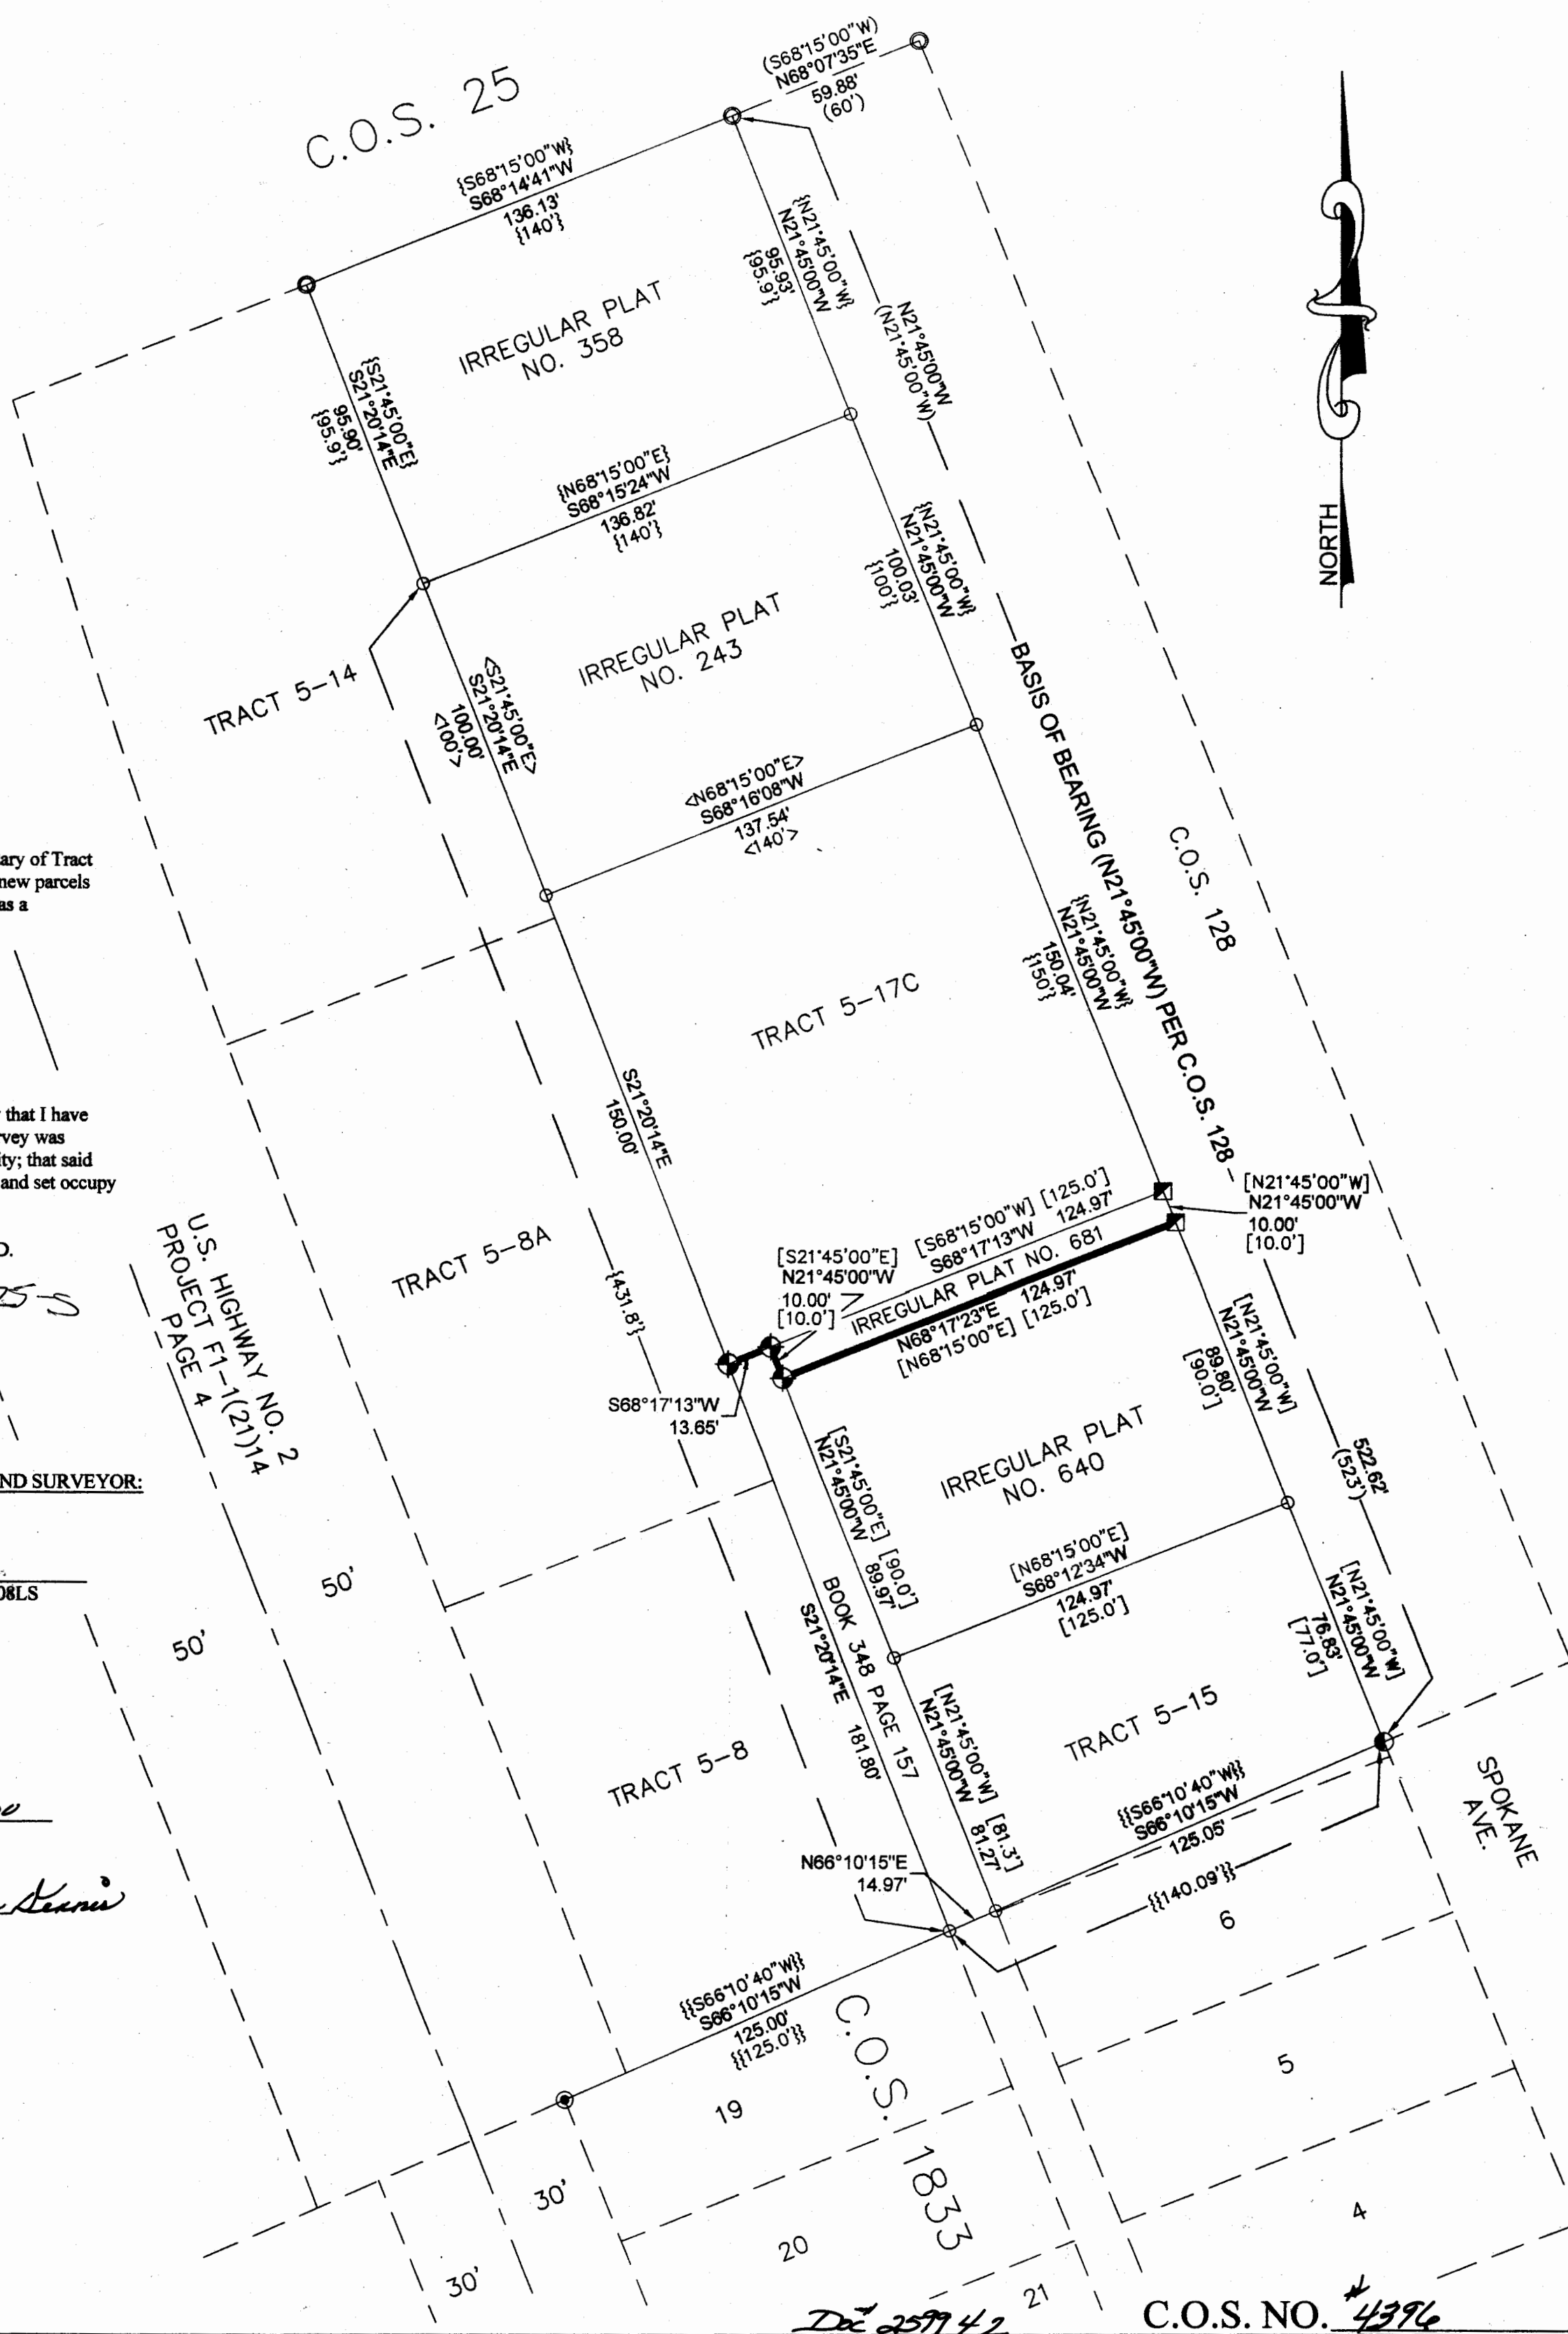 C.O.S. 25
(S68°15'00"W)
N68°07'35"E
59.88'
(60')
{S68°15'00"W}
S68°14'41"W
136.13'
{140'}
{N21°45'00"W}
N21°45'00"W
95.93'
{95.9'}
IRREGULAR PLAT
NO. 358
N21°45'00"W
(N21°45'00"W)
{S21°45'00"E}
S21°20'14"E
95.90'
{95.9'}
NORTH
{N68°15'00"E}
S68°15'24"W
136.82'
{140'}
{N21°45'00"W}
N21°45'00"W
100.03'
{100'}
IRREGULAR PLAT
NO. 243
TRACT 5-14
<S21°45'00"E>
S21°20'14"E
100.00'
<100'>
BASIS OF BEARING (N21°45'00"W) PER C.O.S. 128
C.O.S. 128
<N68°15'00"E>
S68°16'08"W
137.54'
<140'>
ary of Tract
new parcels
as a
{N21°45'00"W}
N21°45'00"W
150.04'
{150'}
TRACT 5-17C
S21°20'14"E
150.00'
that I have
rvey was
ity; that said
and set occupy
D.
25-S
[N21°45'00"W]
N21°45'00"W
10.00'
[10.0']
[S68°15'00"W] [125.0']
S68°17'13"W 124.97'
IRREGULAR PLAT NO. 681
N68°17'23"E 124.97'
[N68°15'00"E] [125.0']
[S21°45'00"E]
N21°45'00"W
10.00'
[10.0']
U.S. HIGHWAY NO. 2
PROJECT F1-1(21)14
PAGE 4
TRACT 5-8A
{431.8'}
S68°17'13"W
13.65'
[N21°45'00"W]
N21°45'00"W
89.80'
[90.0']
522.62'
(523')
IRREGULAR PLAT
NO. 640
[S21°45'00"E] [90.0']
N21°45'00"W 89.97'
ND SURVEYOR:
08LS
50'
50'
[N68°15'00"E]
S68°12'34"W
124.97'
[125.0']
BOOK 348 PAGE 157
S21°20'14"E 181.80'
[N21°45'00"W]
N21°45'00"W
76.83'
[77.0']
TRACT 5-15
[N21°45'00"W] [81.3']
N21°45'00"W 81.27'
TRACT 5-8
SPOKANE
AVE.
{{S66°10'40"W}}
S66°10'15"W
125.05'
N66°10'15"E
14.97'
{{140.09'}}
6
{{S66°10'40"W}}
S66°10'15"W
125.00'
{{125.0'}}
C.O.S. 1833
5
19
30'
4
20
30'
21
Doc# 259942
C.O.S. NO. #4396